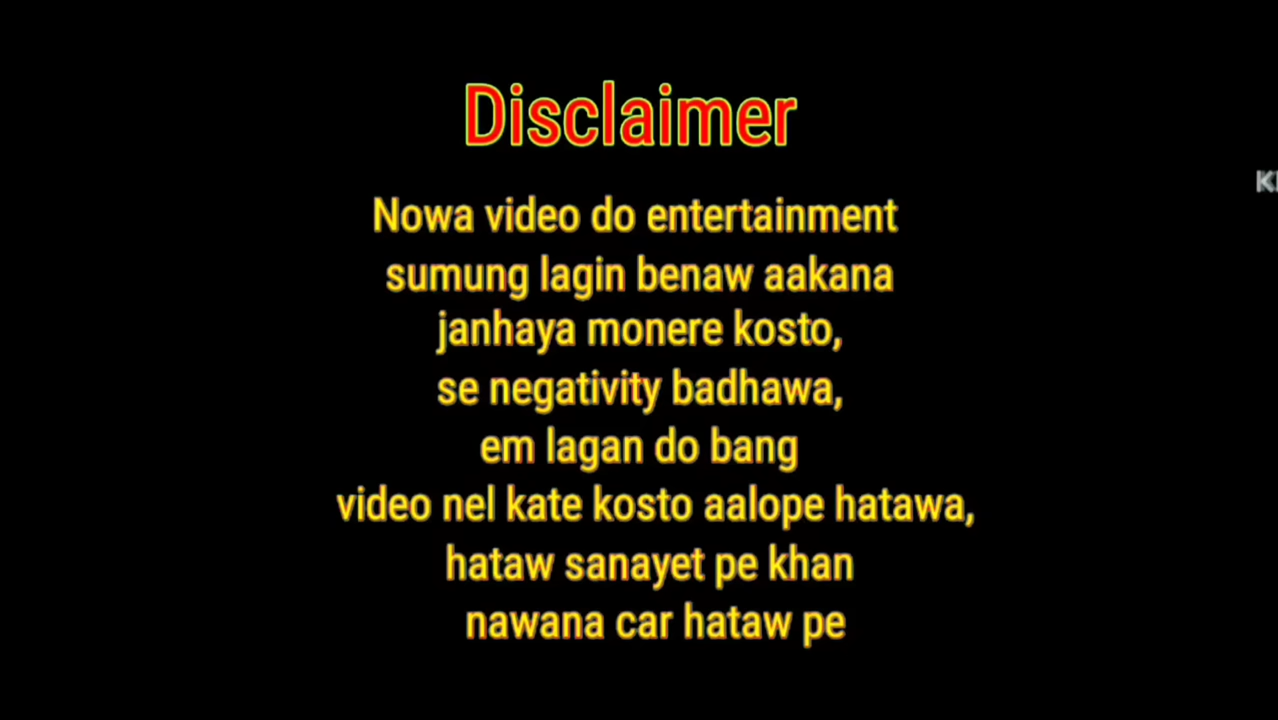 Disclaimer
Nowa video do entertainment
sumung lagin benaw aakana
janhaya monere kosto,
se negativity badhawa,
em lagan do bang
video nel kate kosto aalope hatawa,
hataw sanayet pe khan
nawana car hataw pe